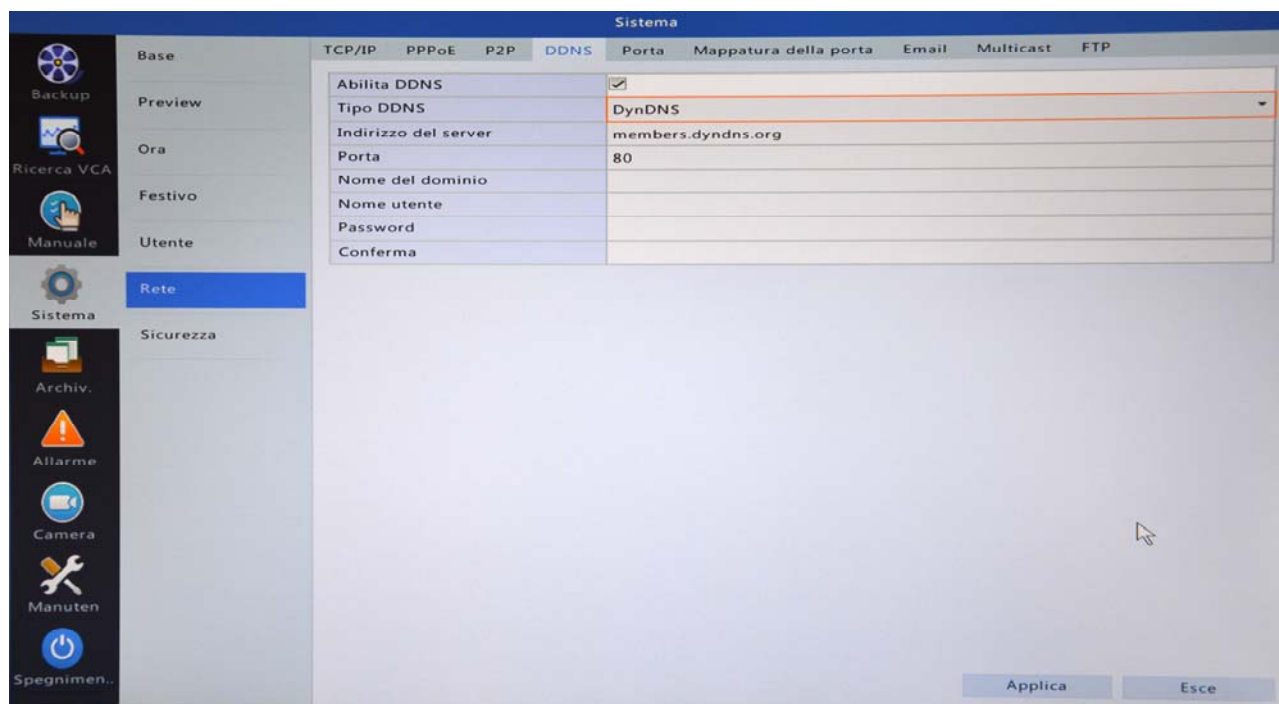 Sistema
Backup
Ricerca VCA
Manuale
Sistema
Archiv.
Allarme
Camera
Manuten
Spegnimen..
Base
Preview
Ora
Festivo
Utente
Rete
Sicurezza
TCP/IP PPPoE P2P DDNS Porta Mappatura della porta Email Multicast FTP
Abilita DDNS
Tipo DDNS DynDNS
Indirizzo del server members.dyndns.org
Porta 80
Nome del dominio
Nome utente
Password
Conferma
Applica Esce